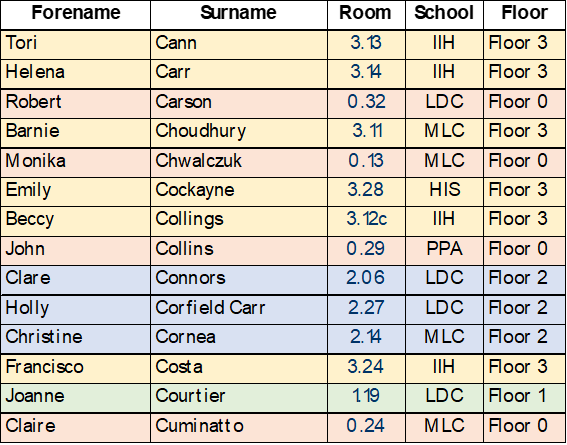 Forename Surname Room School Floor
Tori Cann 3.13 IIH Floor 3
Helena Carr 3.14 IIH Floor 3
Robert Carson 0.32 LDC Floor 0
Barnie Choudhury 3.11 MLC Floor 3
Monika Chwalczuk 0.13 MLC Floor 0
Emily Cockayne 3.28 HIS Floor 3
Beccy Collings 3.12c IIH Floor 3
John Collins 0.29 PPA Floor 0
Clare Connors 2.06 LDC Floor 2
Holly Corfield Carr 2.27 LDC Floor 2
Christine Cornea 2.14 MLC Floor 2
Francisco Costa 3.24 IIH Floor 3
Joanne Courtier 1.19 LDC Floor 1
Claire Cuminatto 0.24 MLC Floor 0